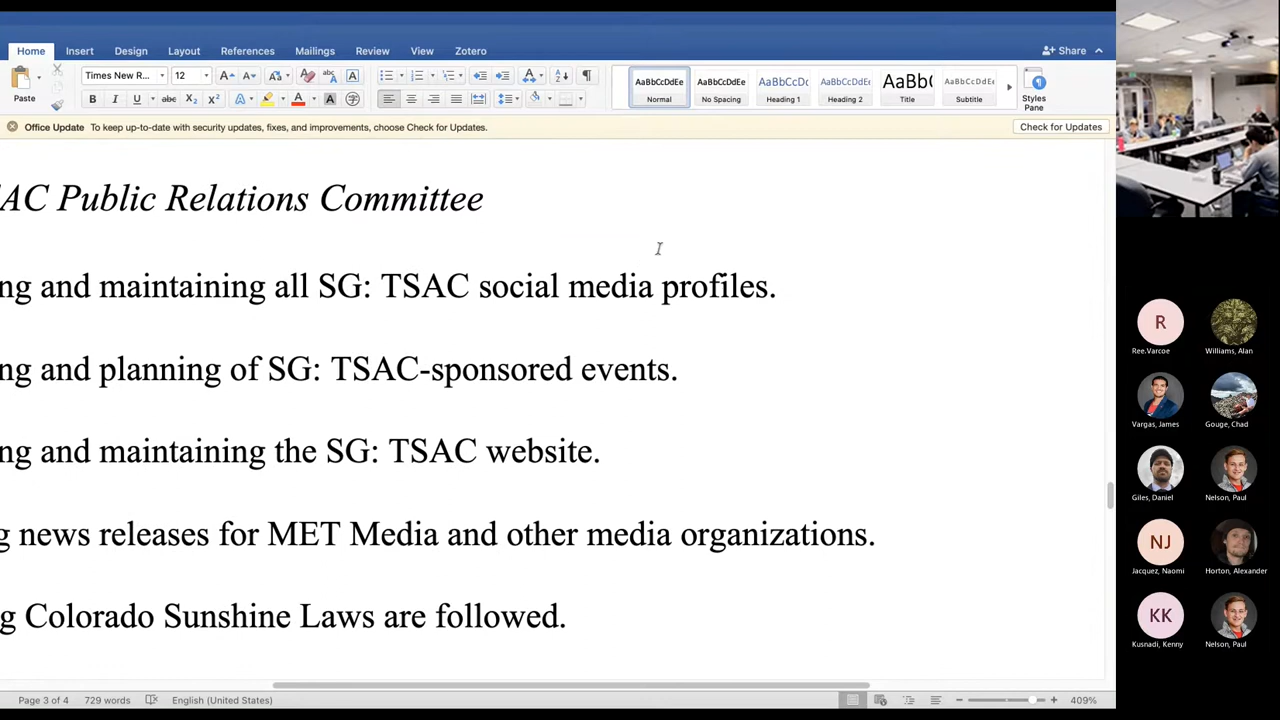 Home Insert Design Layout References Mailings Review View Zotero Share
Times New R... 12 AaBbCcDdEe AaBbCcDdEe AaBbCcDc AaBbCcDdEe AaBb( AaBbCcDdEe
Paste Normal No Spacing Heading 1 Heading 2 Title Subtitle Styles Pane
Office Update To keep up-to-date with security updates, fixes, and improvements, choose Check for Updates. Check for Updates
AC Public Relations Committee
ng and maintaining all SG: TSAC social media profiles.
ng and planning of SG: TSAC-sponsored events.
ng and maintaining the SG: TSAC website.
g news releases for MET Media and other media organizations.
g Colorado Sunshine Laws are followed.
Page 3 of 4 729 words English (United States) 409%
R
Ree.Varcoe Williams, Alan
Vargas, James Gouge, Chad
Giles, Daniel Nelson, Paul
NJ
Jacquez, Naomi Horton, Alexander
KK
Kusnadi, Kenny Nelson, Paul